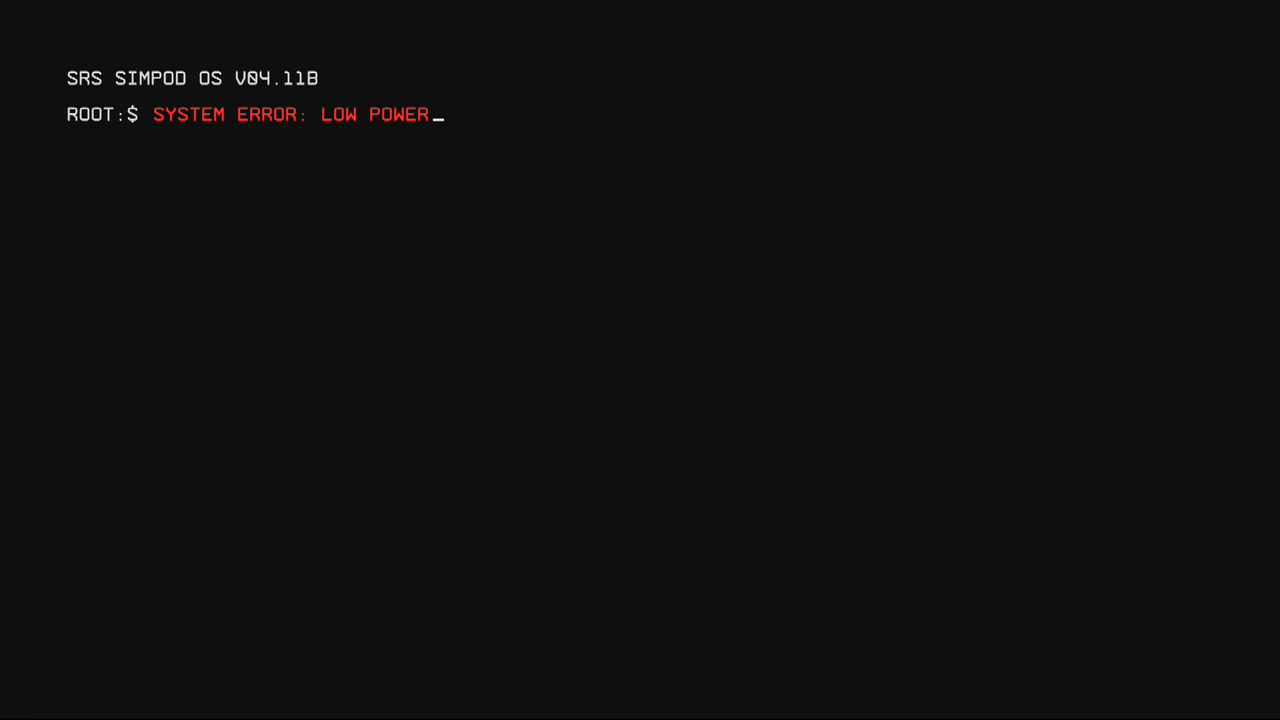 SRS SIMPOD OS V04.11B
ROOT:$ SYSTEM ERROR: LOW POWER_